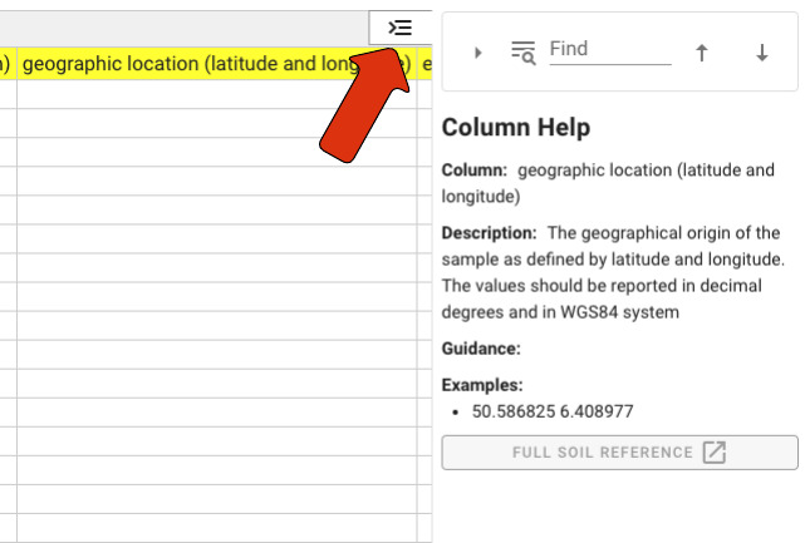 ) geographic location (latitude and long e) e
Find
Column Help
Column: geographic location (latitude and
longitude)
Description: The geographical origin of the
sample as defined by latitude and longitude.
The values should be reported in decimal
degrees and in WGS84 system
Guidance:
Examples:
• 50.586825 6.408977
FULL SOIL REFERENCE